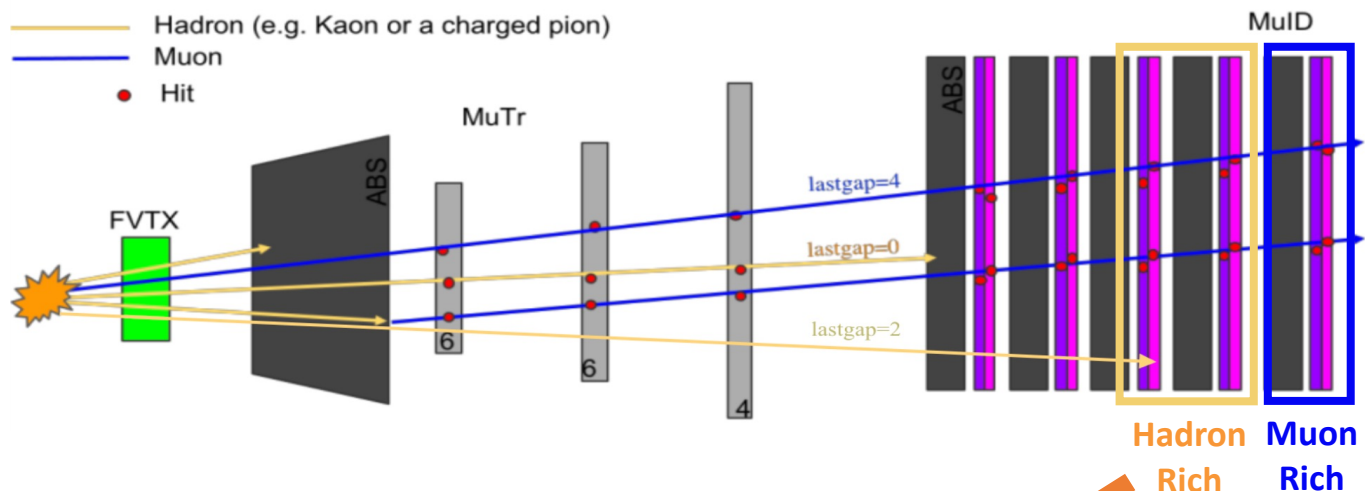 Hadron (e.g. Kaon or a charged pion)
Muon
Hit
MuTr
MuID
FVTX
ABS
ABS
lastgap=4
lastgap=0
lastgap=2
6
6
4
Hadron Rich
Muon Rich